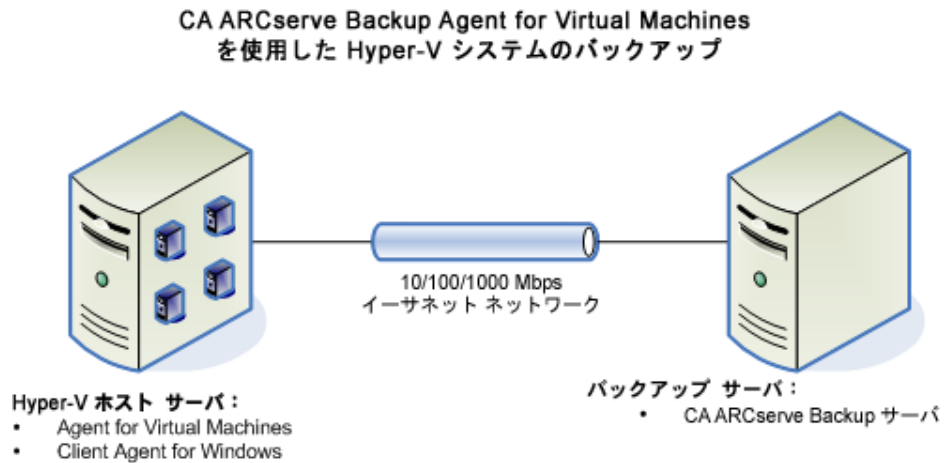 CA ARCserve Backup Agent for Virtual Machines
を使用した Hyper-V システムのバックアップ
10/100/1000 Mbps
イーサネット ネットワーク
Hyper-V ホスト サーバ：
• Agent for Virtual Machines
• Client Agent for Windows
バックアップ サーバ：
• CA ARCserve Backup サーバ